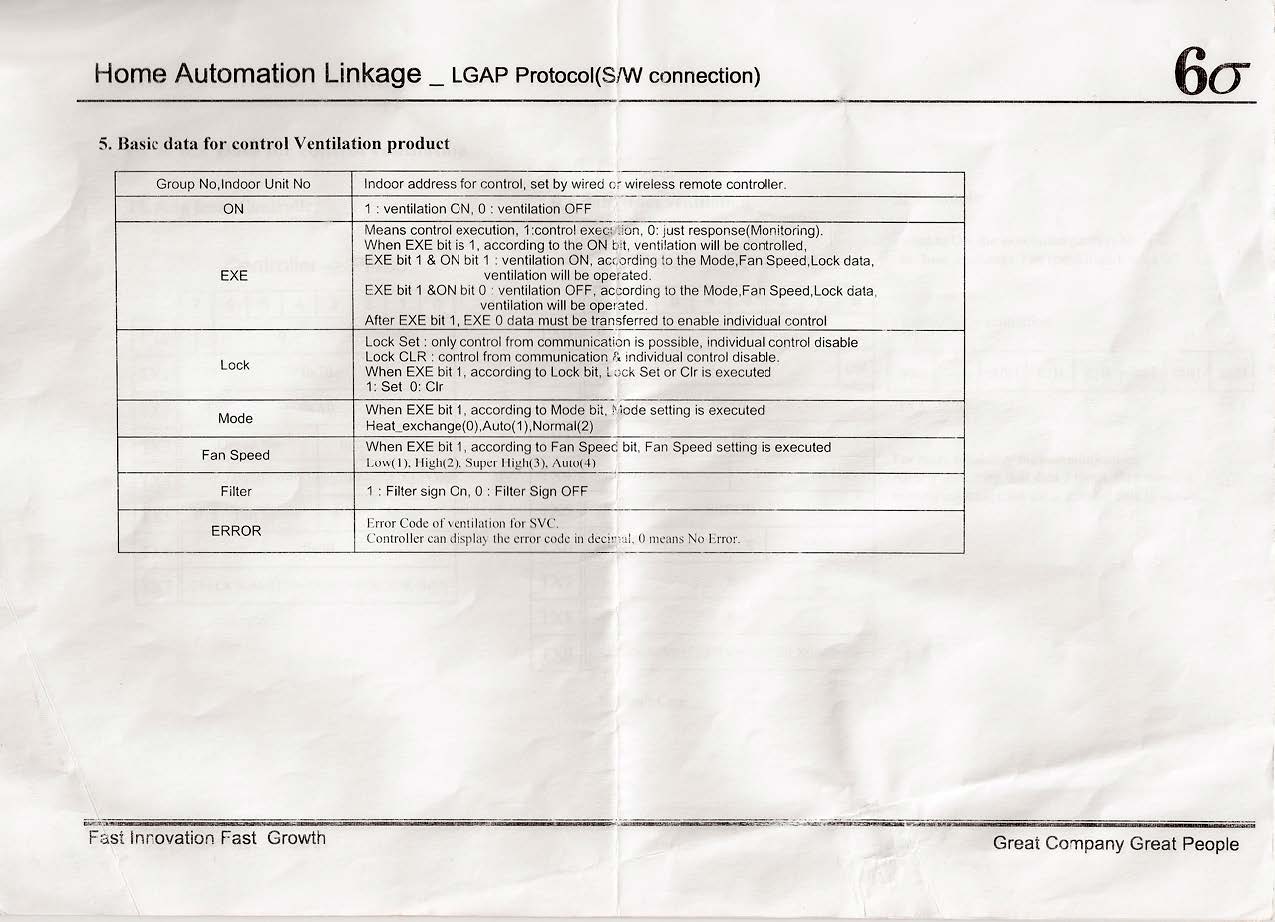 Home Automation Linkage _ LGAP Protocol(S/W connection)
6σ
5. Basic data for control Ventilation product
Group No,Indoor Unit No
Indoor address for control, set by wired or wireless remote controller.
ON
1 : ventilation ON, 0 : ventilation OFF
EXE
Means control execution, 1:control execution, 0: just response(Monitoring).
When EXE bit is 1, according to the ON bit, ventilation will be controlled,
EXE bit 1 & ON bit 1 : ventilation ON, according to the Mode,Fan Speed,Lock data,
ventilation will be operated.
EXE bit 1 &ON bit 0 : ventilation OFF, according to the Mode,Fan Speed,Lock data,
ventilation will be operated.
After EXE bit 1, EXE 0 data must be transferred to enable individual control
Lock
Lock Set : only control from communication is possible, individual control disable
Lock CLR : control from communication & individual control disable.
When EXE bit 1, according to Lock bit, Lock Set or Clr is executed
1: Set 0: Clr
Mode
When EXE bit 1, according to Mode bit, Mode setting is executed
Heat_exchange(0),Auto(1),Normal(2)
Fan Speed
When EXE bit 1, according to Fan Speed bit, Fan Speed setting is executed
Low(1), High(2), Super High(3), Auto(4)
Filter
1 : Filter sign On, 0 : Filter Sign OFF
ERROR
Error Code of ventilation for SVC.
Controller can display the error code in decimal, 0 means No Error.
Fast Innovation Fast Growth
Great Company Great People